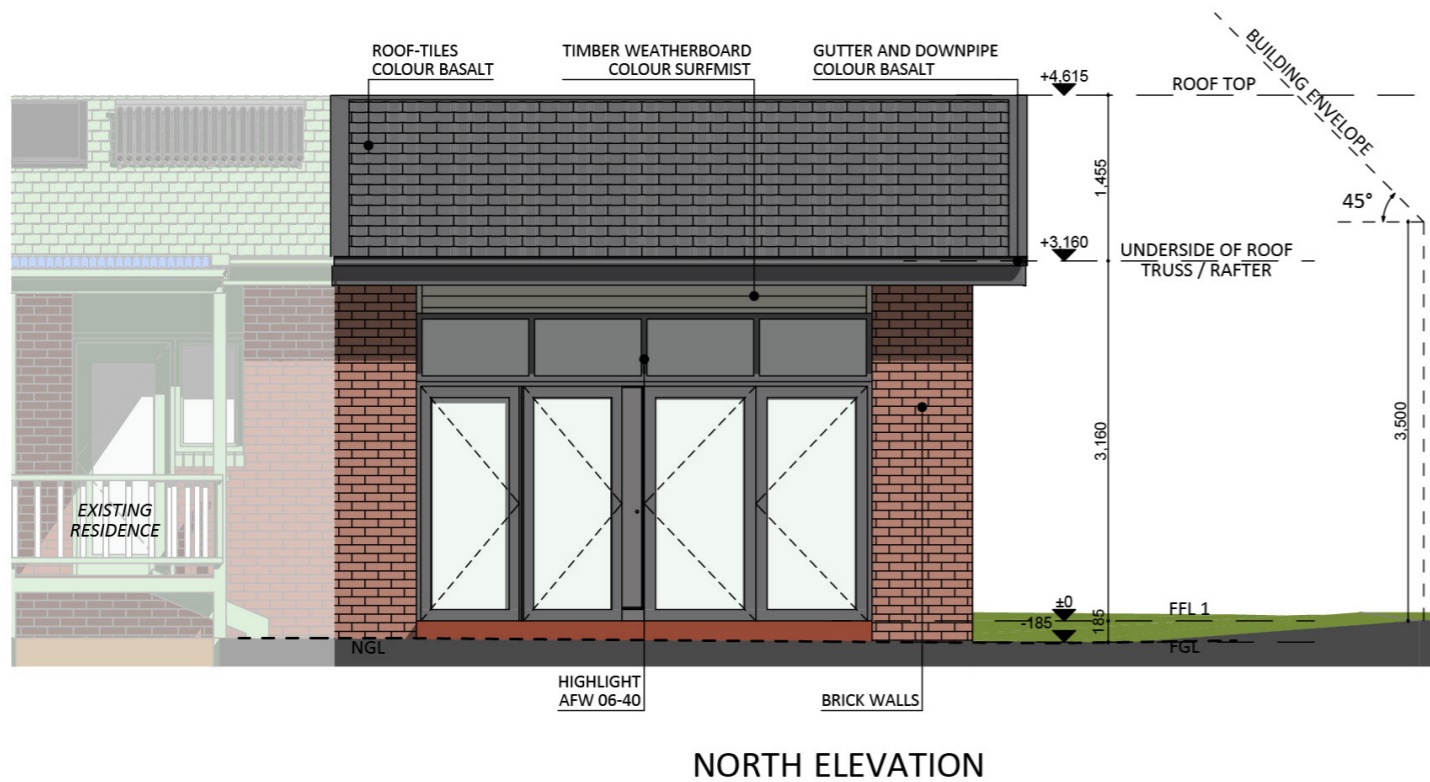 ROOF-TILES
COLOUR BASALT
TIMBER WEATHERBOARD
COLOUR SURFMIST
GUTTER AND DOWNPIPE
COLOUR BASALT
+4,615
ROOF TOP
BUILDING ENVELOPE
1,455
45°
+3,160
UNDERSIDE OF ROOF
TRUSS / RAFTER
3,160
3,500
EXISTING
RESIDENCE
±0
FFL 1
-185
185
NGL
FGL
HIGHLIGHT
AFW 06-40
BRICK WALLS
NORTH ELEVATION